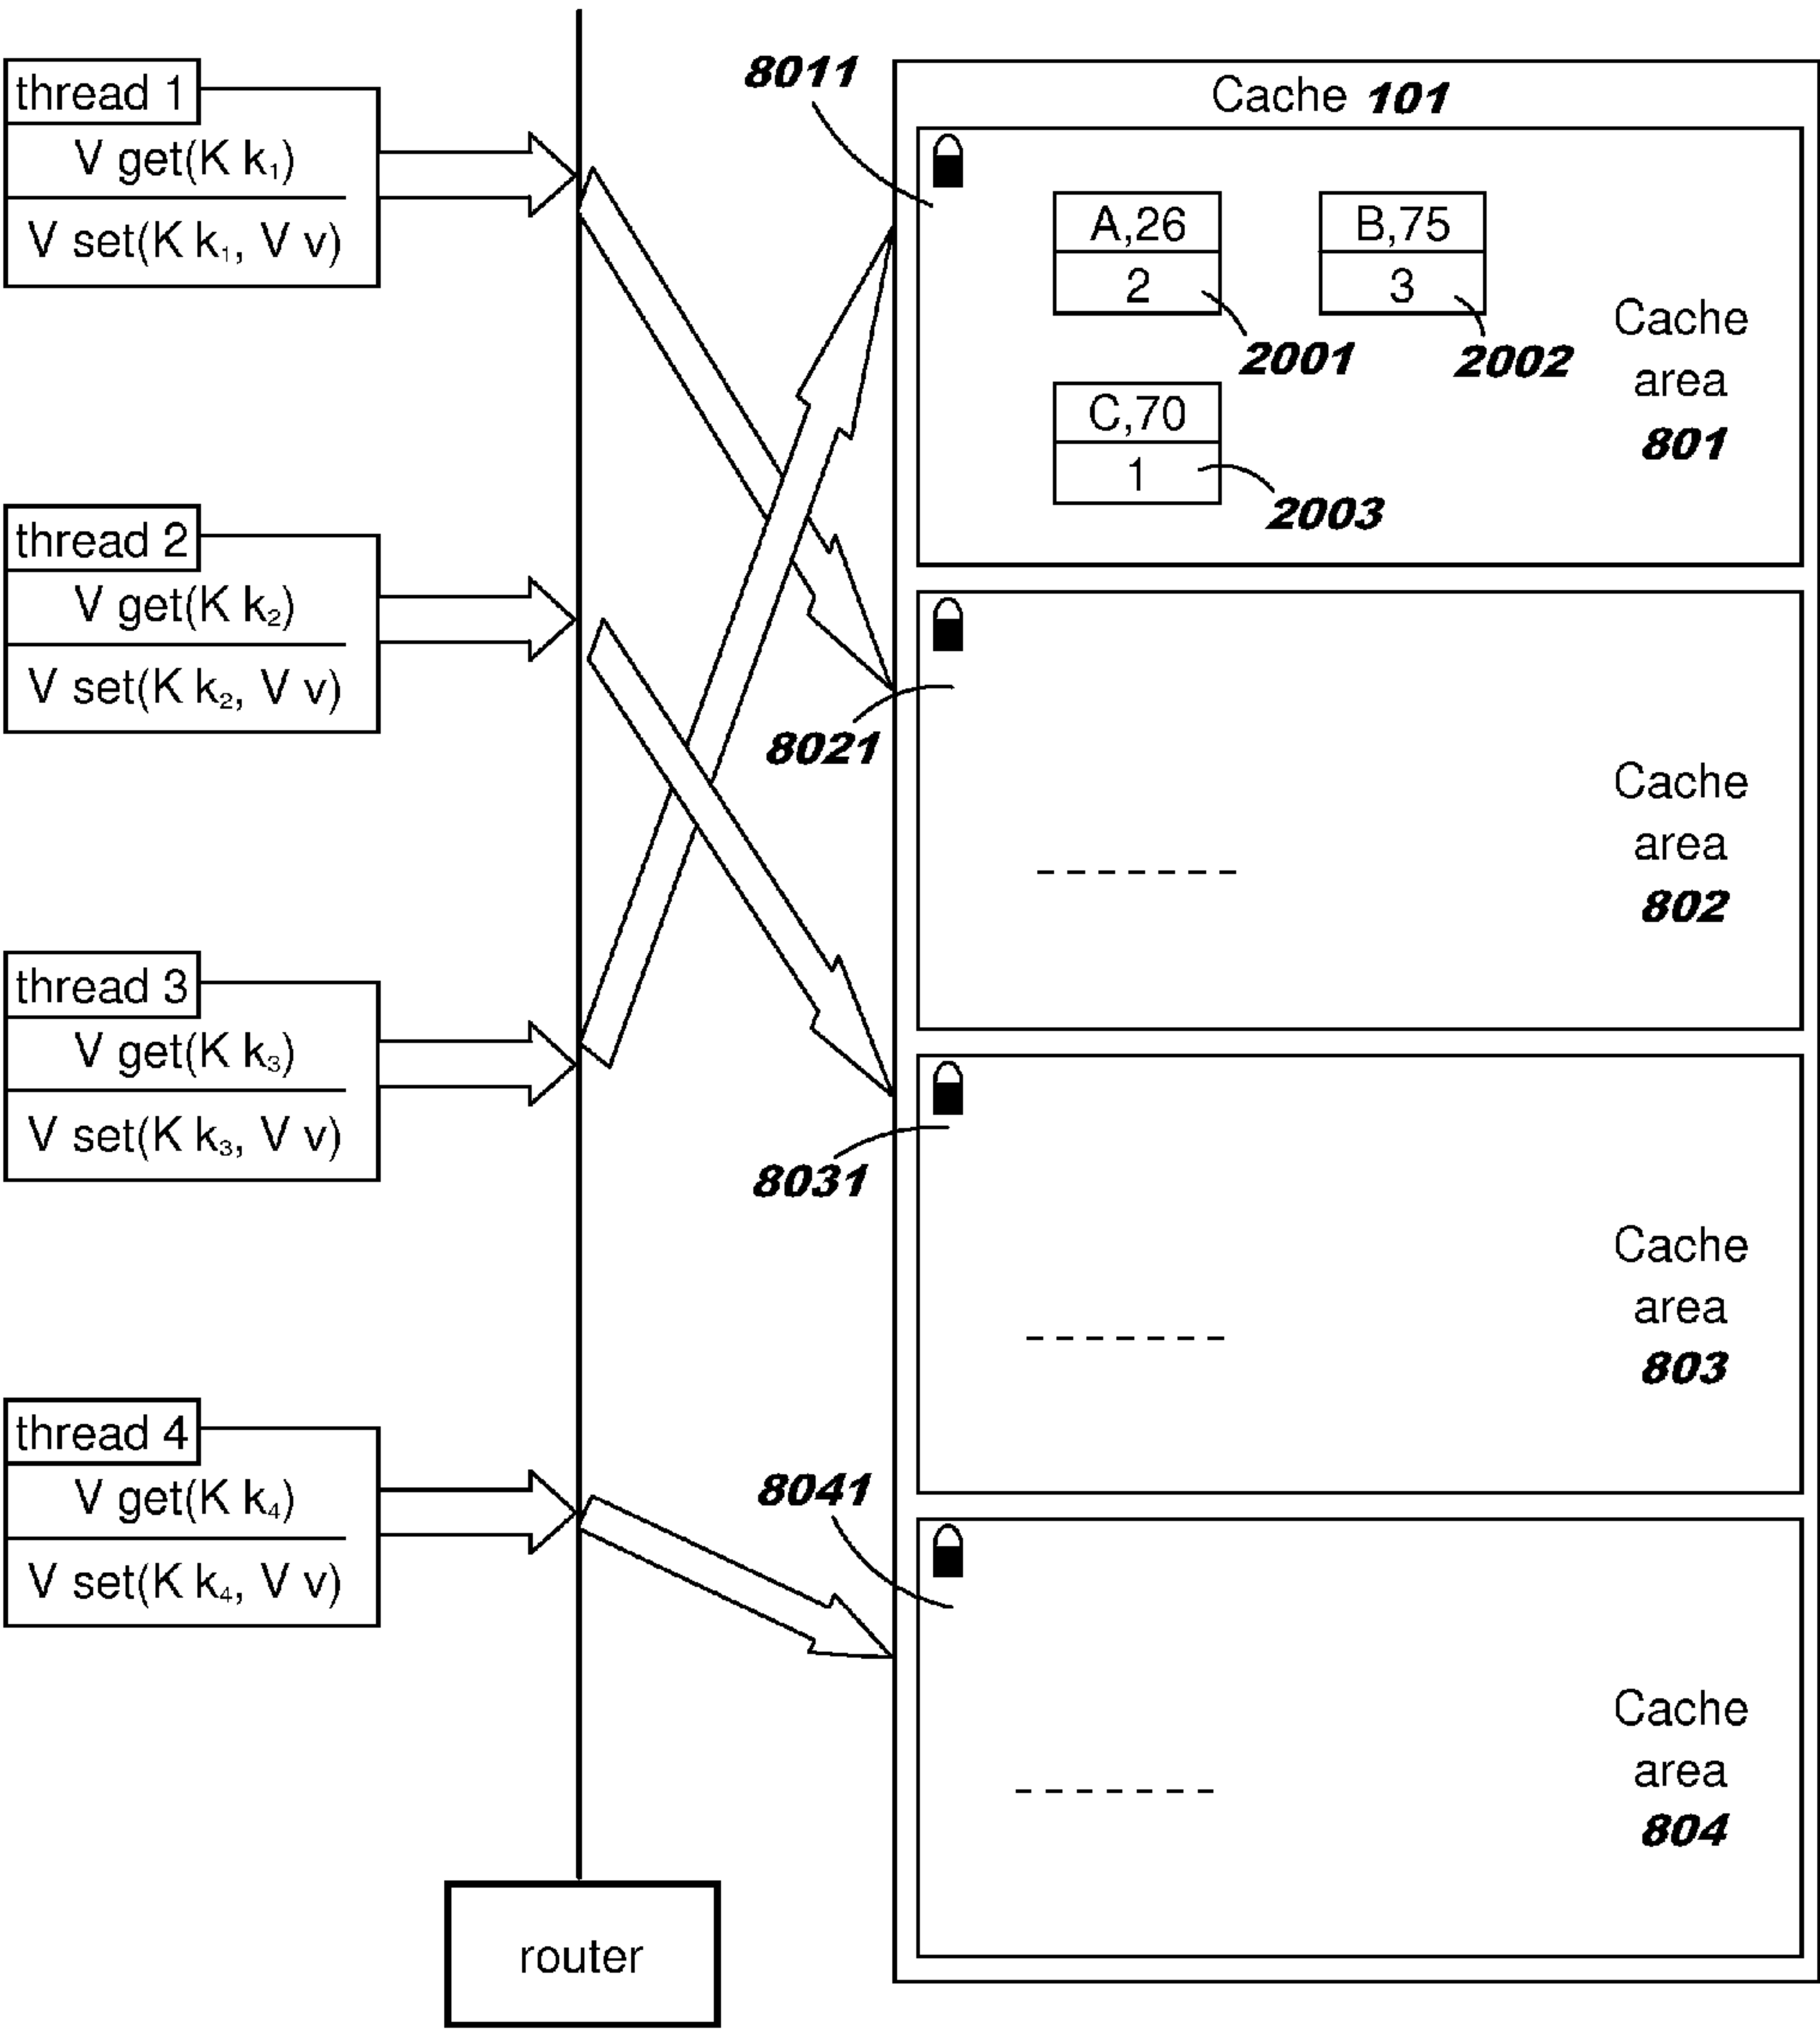 thread 1
V get(K k₁)
V set(K k₁, V v)
thread 2
V get(K k₂)
V set(K k₂, V v)
thread 3
V get(K k₃)
V set(K k₃, V v)
thread 4
V get(K k₄)
V set(K k₄, V v)
router
8011
8021
8031
8041
Cache 101
A,26
2
2001
B,75
3
2002
C,70
1
2003
Cache
area
801
Cache
area
802
Cache
area
803
Cache
area
804